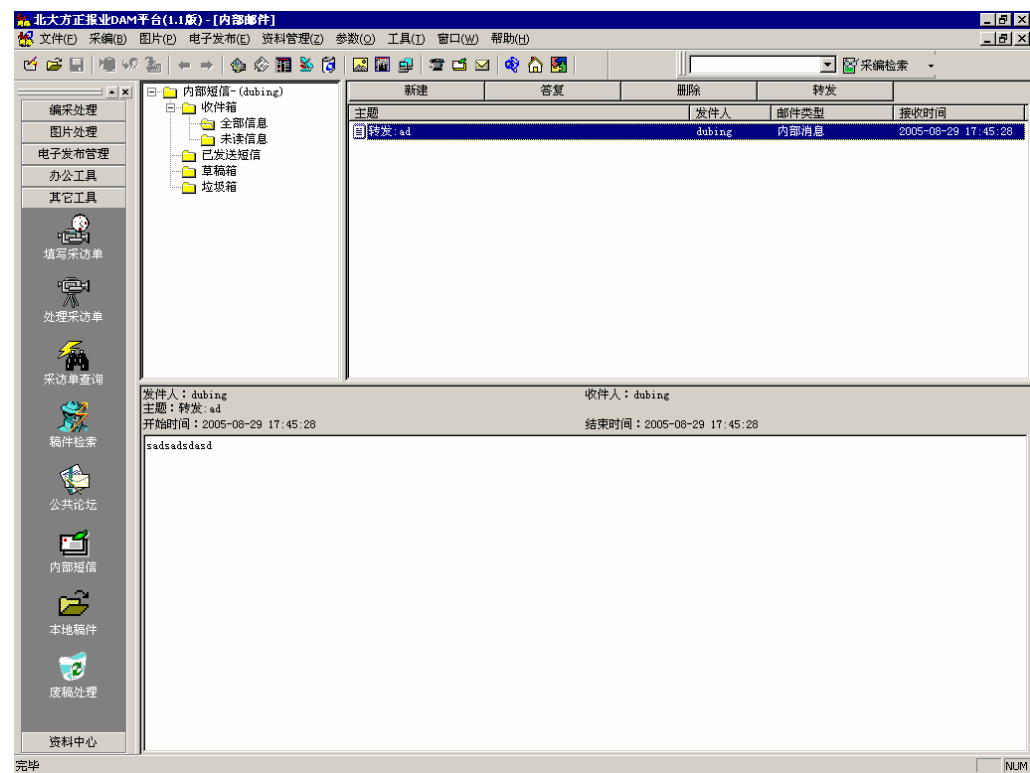 北大方正报业DAM平台(1.1版) - [内部邮件]
文件(F) 采编(B) 图片(P) 电子发布(E) 资料管理(Z) 参数(O) 工具(T) 窗口(W) 帮助(H)
采编检索
编采处理
图片处理
电子发布管理
办公工具
其它工具
填写采访单
处理采访单
采访单查询
稿件检索
公共论坛
内部短信
本地稿件
废稿处理
资料中心
内部短信-(dubing)
收件箱
全部信息
未读信息
已发送短信
草稿箱
垃圾箱
新建 答复 删除 转发
主题 发件人 邮件类型 接收时间
转发:ad dubing 内部消息 2005-08-29 17:45:28
发件人：dubing 收件人：dubing
主题：转发:ad
开始时间：2005-08-29 17:45:28 结束时间：2005-08-29 17:45:28
sadsadsdasd
完毕 NUM